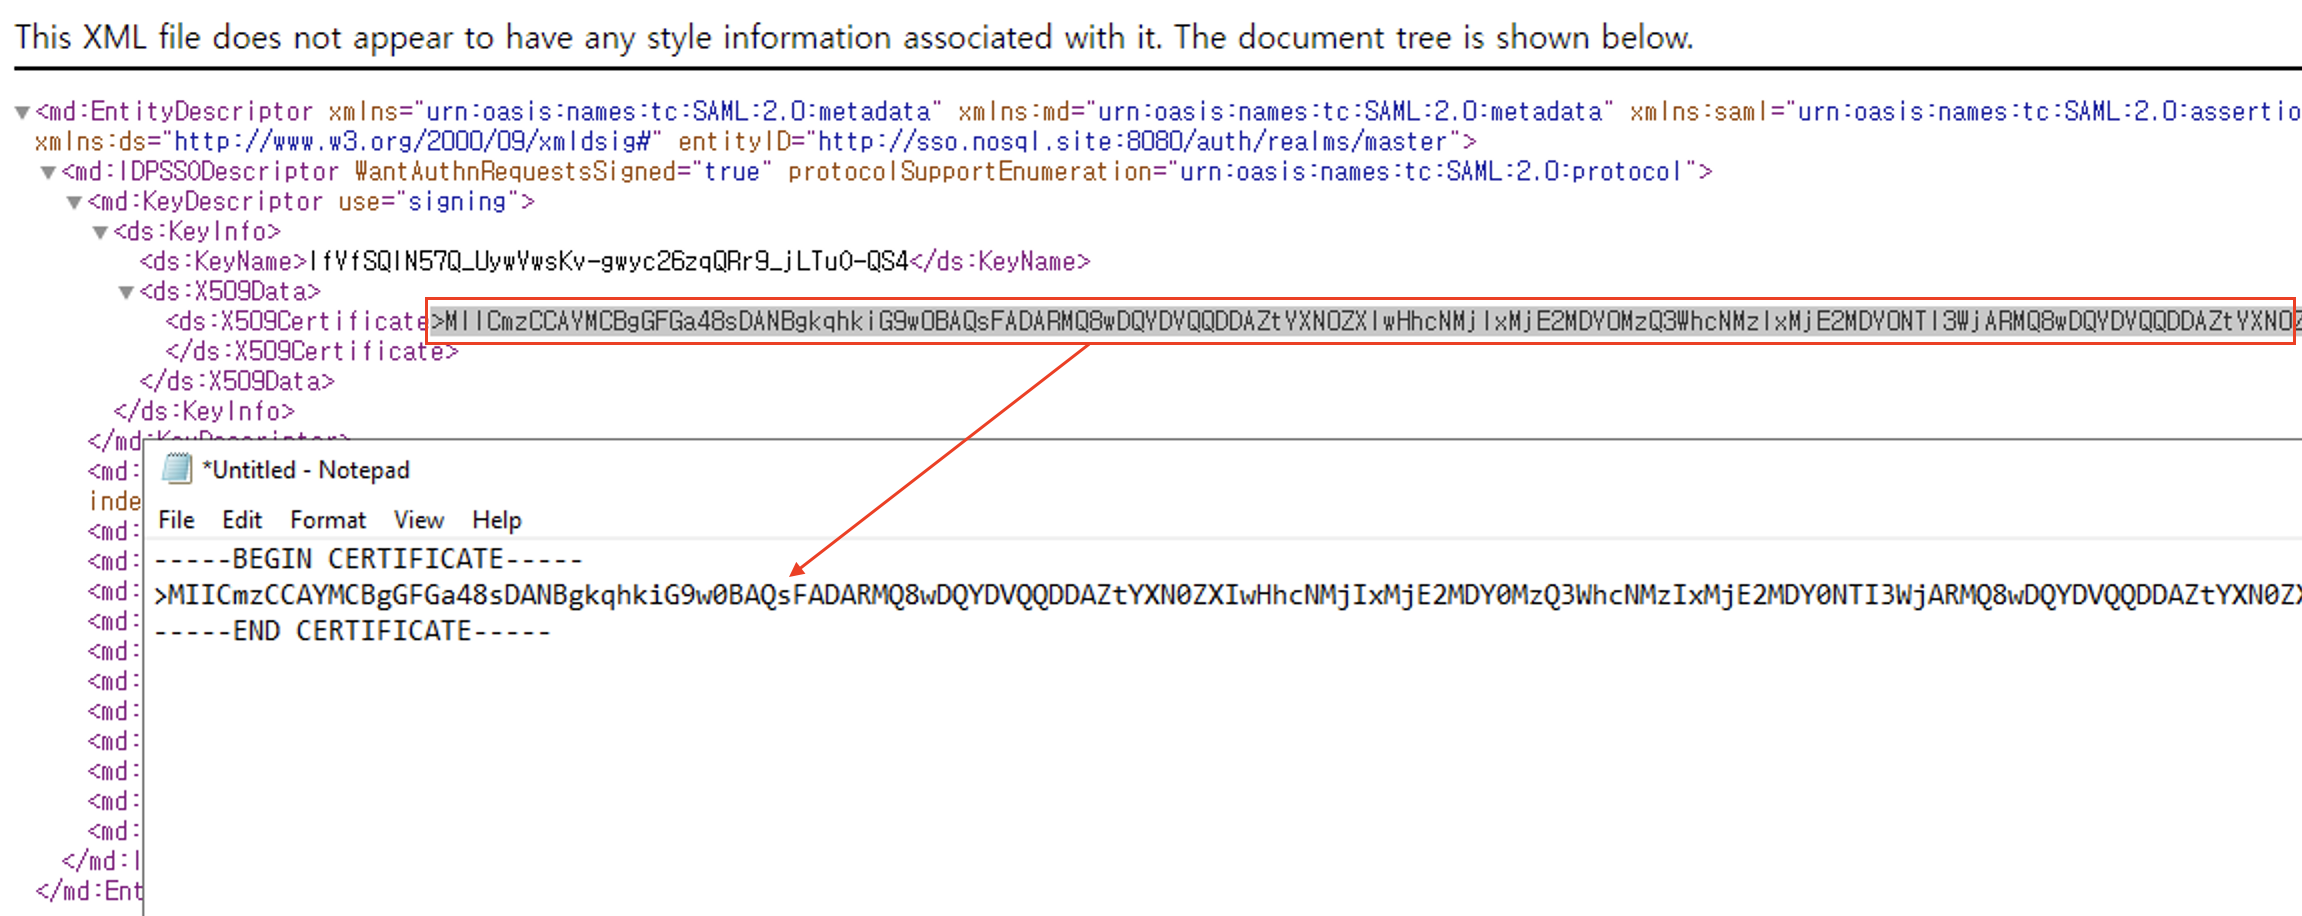 This XML file does not appear to have any style information associated with it. The document tree is shown below.
▼<md:EntityDescriptor xmlns="urn:oasis:names:tc:SAML:2.0:metadata" xmlns:md="urn:oasis:names:tc:SAML:2.0:metadata" xmlns:saml="urn:oasis:names:tc:SAML:2.0:assertio
xmlns:ds="http://www.w3.org/2000/09/xmldsig#" entityID="http://sso.nosql.site:8080/auth/realms/master">
▼<md:IDPSSODescriptor WantAuthnRequestsSigned="true" protocolSupportEnumeration="urn:oasis:names:tc:SAML:2.0:protocol">
▼<md:KeyDescriptor use="signing">
▼<ds:KeyInfo>
<ds:KeyName>IfVfSQIN57Q_UywVwsKv-gwyc26zqQRr9_jLTuO-QS4</ds:KeyName>
▼<ds:X509Data>
<ds:X509Certificate>MIICmzCCAYMCBgGFGa48sDANBgkqhkiG9w0BAQsFADARMQ8wDQYDVQQDDAZtYXN0ZXIwHhcNMjIxMjE2MDY0MzQ3WhcNMzIxMjE2MDY0NTI3WjARMQ8wDQYDVQQDDAZtYXN0Z
</ds:X509Certificate>
</ds:X509Data>
</ds:KeyInfo>
</md:KeyDescriptor>
<md:
*Untitled - Notepad
inde
File Edit Format View Help
<md:
-----BEGIN CERTIFICATE-----
<md:
>MIICmzCCAYMCBgGFGa48sDANBgkqhkiG9w0BAQsFADARMQ8wDQYDVQQDDAZtYXN0ZXIwHhcNMjIxMjE2MDY0MzQ3WhcNMzIxMjE2MDY0NTI3WjARMQ8wDQYDVQQDDAZtYXN0ZX
<md:
-----END CERTIFICATE-----
<md:
<md:
<md:
<md:
<md:
<md:
<md:
<md:
</md:I
</md:Ent